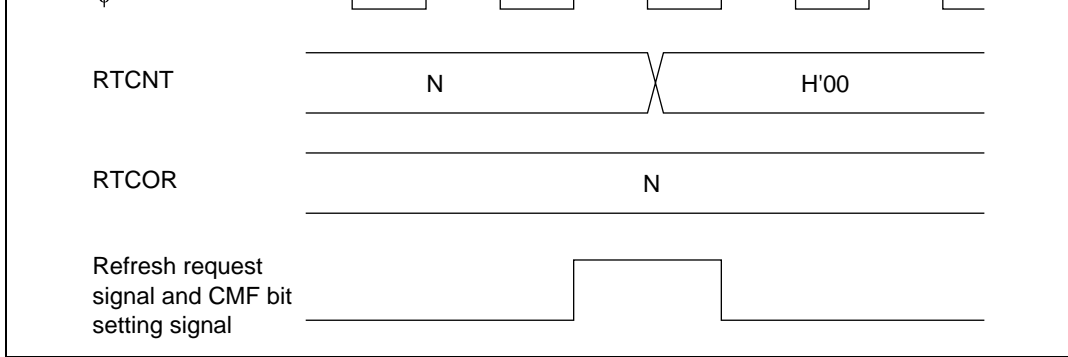 φ
RTCNT
N
H'00
RTCOR
N
Refresh request
signal and CMF bit
setting signal